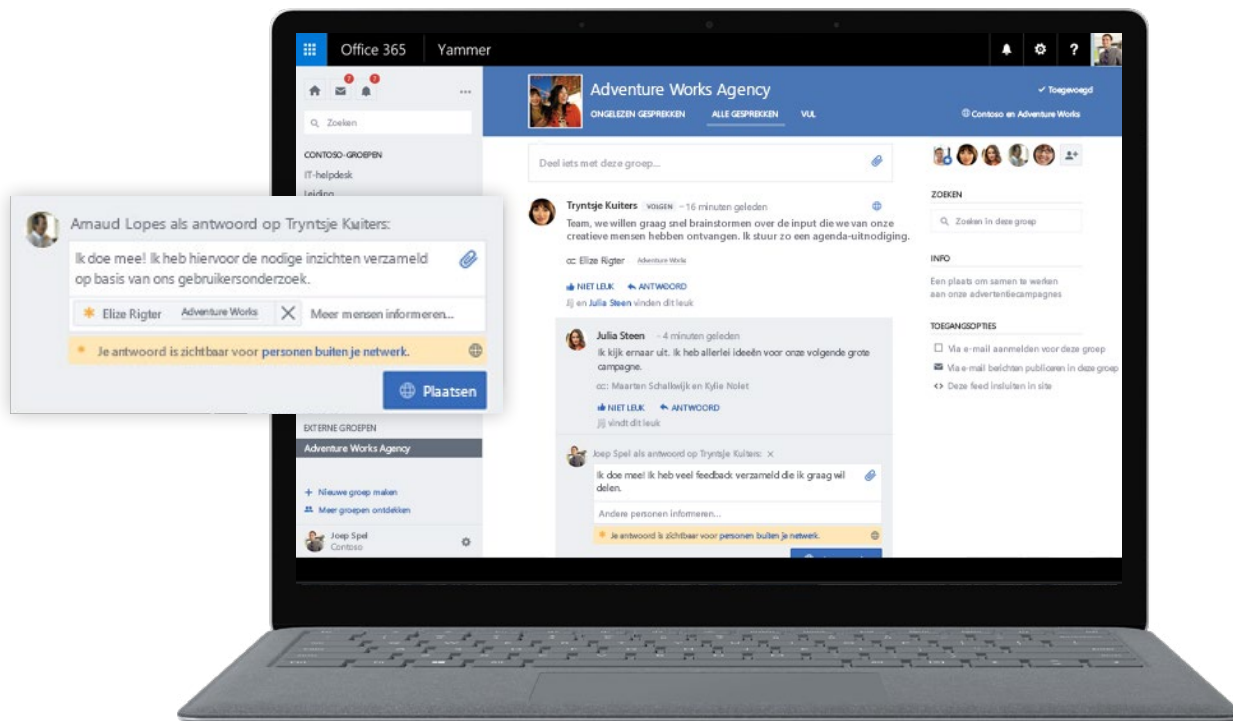 Office 365 Yammer ?
7 7
Zoeken
CONTOSO-GROEPEN
IT-helpdesk
Leiding
EXTERNE GROEPEN
Adventure Works Agency
+ Nieuwe groep maken
Meer groepen ontdekken
Joep Spel
Contoso
Adventure Works Agency
ONGELEZEN GESPREKKEN ALLE GESPREKKEN VUL
✓ Toegevoegd
Contoso en Adventure Works
Deel iets met deze groep...
Tryntsje Kuiters VOLGEN – 16 minuten geleden
Team, we willen graag snel brainstormen over de input die we van onze
creatieve mensen hebben ontvangen. Ik stuur zo een agenda-uitnodiging.
cc: Elize Rigter Adventure Works
NIET LEUK ANTWOORD
Jij en Julia Steen vinden dit leuk
Julia Steen - 4 minuten geleden
Ik kijk ernaar uit. Ik heb allerlei ideeën voor onze volgende grote
campagne.
cc: Maarten Schalkwijk en Kylie Nolet
NIET LEUK ANTWOORD
Jij vindt dit leuk
Joep Spel als antwoord op Tryntsje Kuiters: ×
Ik doe mee! Ik heb veel feedback verzameld die ik graag wil
delen.
Andere personen informeren...
* Je antwoord is zichtbaar voor personen buiten je netwerk.
ZOEKEN
Zoeken in deze groep
INFO
Een plaats om samen te werken
aan onze advertentiecampagnes
TOEGANGSOPTIES
Via e-mail aanmelden voor deze groep
Via e-mail berichten publiceren in deze groep
<> Deze feed insluiten in site
Arnaud Lopes als antwoord op Tryntsje Kuiters:
Ik doe mee! Ik heb hiervoor de nodige inzichten verzameld
op basis van ons gebruikersonderzoek.
* Elize Rigter Adventure Works × Meer mensen informeren...
* Je antwoord is zichtbaar voor personen buiten je netwerk.
Plaatsen